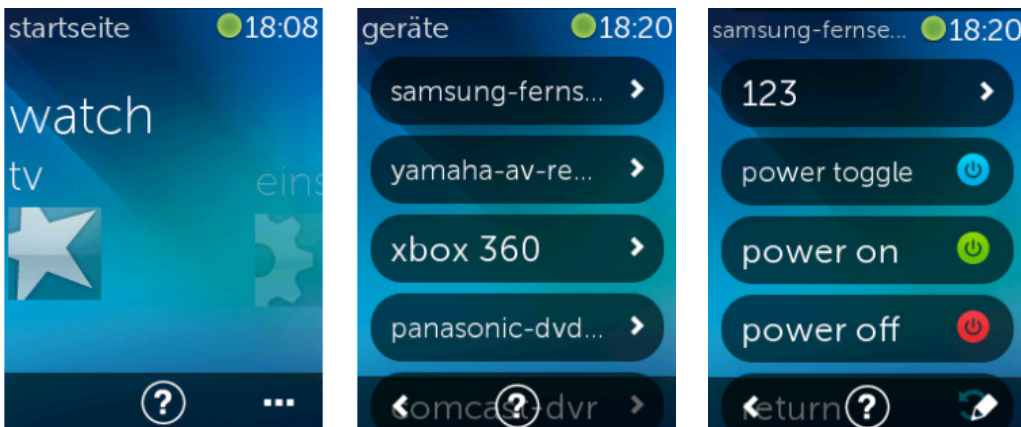 startseite 18:08
watch
tv
eins
?
geräte 18:20
samsung-ferns...
yamaha-av-re...
xbox 360
panasonic-dvd...
comcast-dvr
?
samsung-fernse... 18:20
123
power toggle
power on
power off
return
?